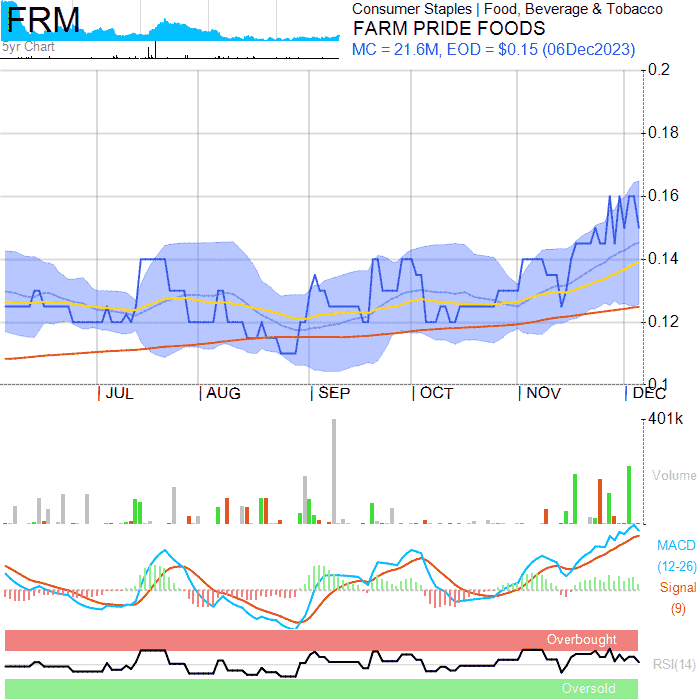 FRM
5yr Chart
Consumer Staples | Food, Beverage & Tobacco
FARM PRIDE FOODS
MC = 21.6M, EOD = $0.15 (06Dec2023)
0.2
0.18
0.16
0.14
0.12
0.1
JUL
AUG
SEP
OCT
NOV
DEC
401k
Volume
MACD
(12-26)
Signal
(9)
Overbought
RSI(14)
Oversold